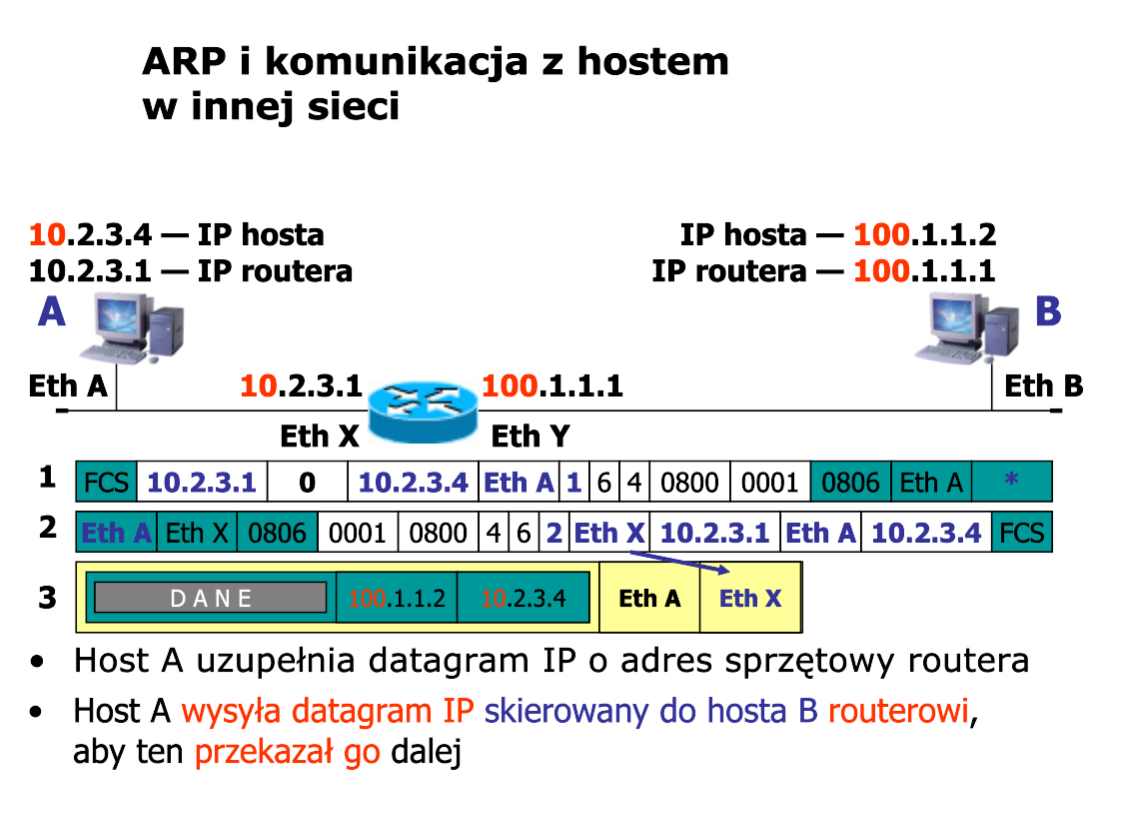 ARP i komunikacja z hostem
w innej sieci
10.2.3.4 — IP hosta
10.2.3.1 — IP routera
IP hosta — 100.1.1.2
IP routera — 100.1.1.1
A
B
Eth A
10.2.3.1
100.1.1.1
Eth B
Eth X
Eth Y
1 FCS 10.2.3.1 0 10.2.3.4 Eth A 1 6 4 0800 0001 0806 Eth A *
2 Eth A Eth X 0806 0001 0800 4 6 2 Eth X 10.2.3.1 Eth A 10.2.3.4 FCS
3 D A N E 100.1.1.2 10.2.3.4 Eth A Eth X
• Host A uzupełnia datagram IP o adres sprzętowy routera
• Host A wysyła datagram IP skierowany do hosta B routerowi,
aby ten przekazał go dalej